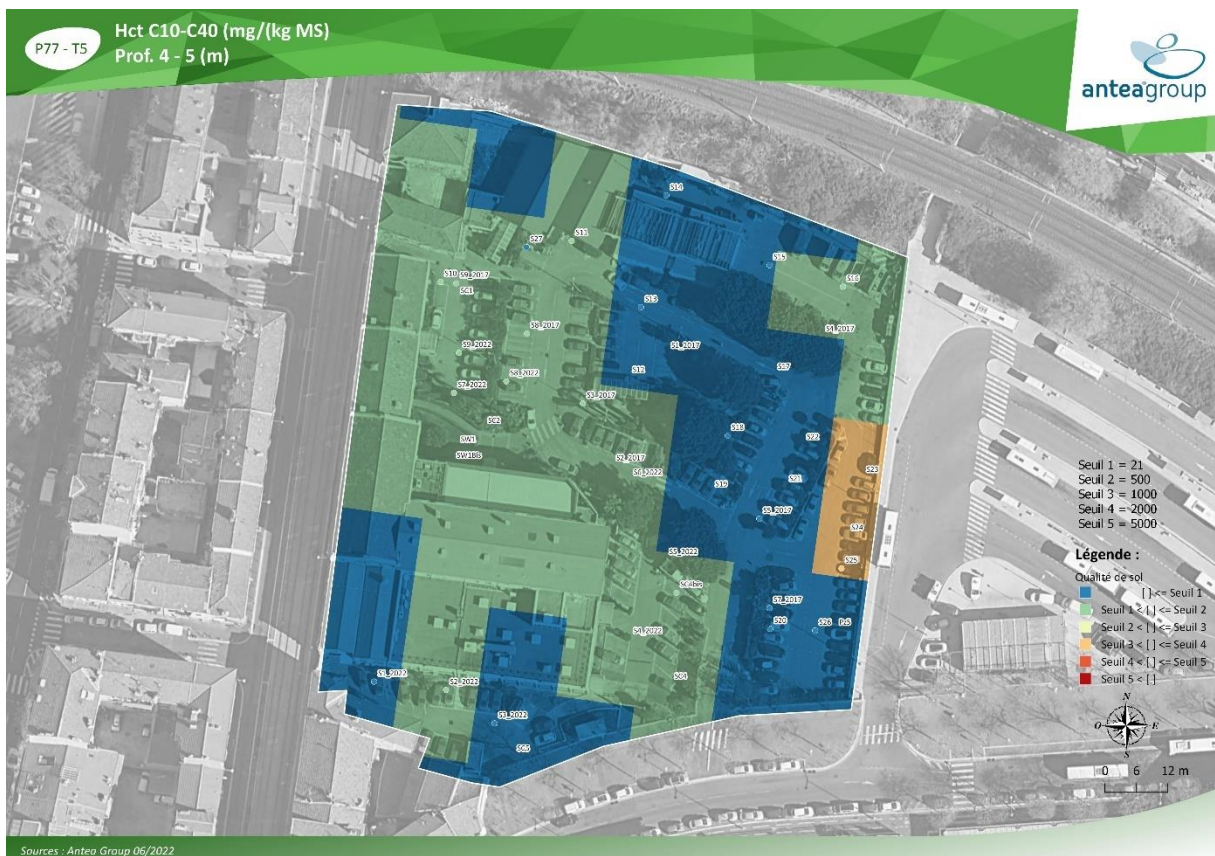 P77 - T5
Hct C10-C40 (mg/(kg MS)
Prof. 4 - 5 (m)
anteagroup
S14
S27
S11
S15
S10
S9_2017
S16
SC1
S13
S8_2017
S4_2017
S1_2017
S9_2022
S17
S12
S8_2022
S7_2022
S3_2017
SC2
SW1
S18
S22
SW1Bis
S2_2017
S6_2022
S23
S19
S21
S5_2017
S24
S5_2022
S25
SC4bis
S7_2017
S20
S26
S4_2022
SC4
S1_2022
S2_2022
S3_2022
SC5
Seuil 1 = 21
Seuil 2 = 500
Seuil 3 = 1000
Seuil 4 = 2000
Seuil 5 = 5000
Légende :
Qualité de sol
[ ] <= Seuil 1
Seuil 1 < [ ] <= Seuil 2
Seuil 2 < [ ] <= Seuil 3
Seuil 3 < [ ] <= Seuil 4
Seuil 4 < [ ] <= Seuil 5
Seuil 5 < [ ]
N
O E
S
0 6 12 m
Sources : Antea Group 06/2022